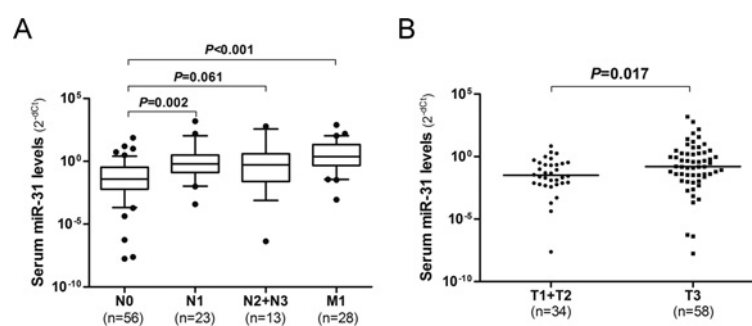 A
P<0.001
P=0.061
P=0.002
Serum miR-31 levels (2^-dCt)
10^5
10^0
10^-5
10^-10
N0 N1 N2+N3 M1
(n=56) (n=23) (n=13) (n=28)
B
P=0.017
Serum miR-31 levels (2^-dCt)
10^5
10^0
10^-5
10^-10
T1+T2 T3
(n=34) (n=58)